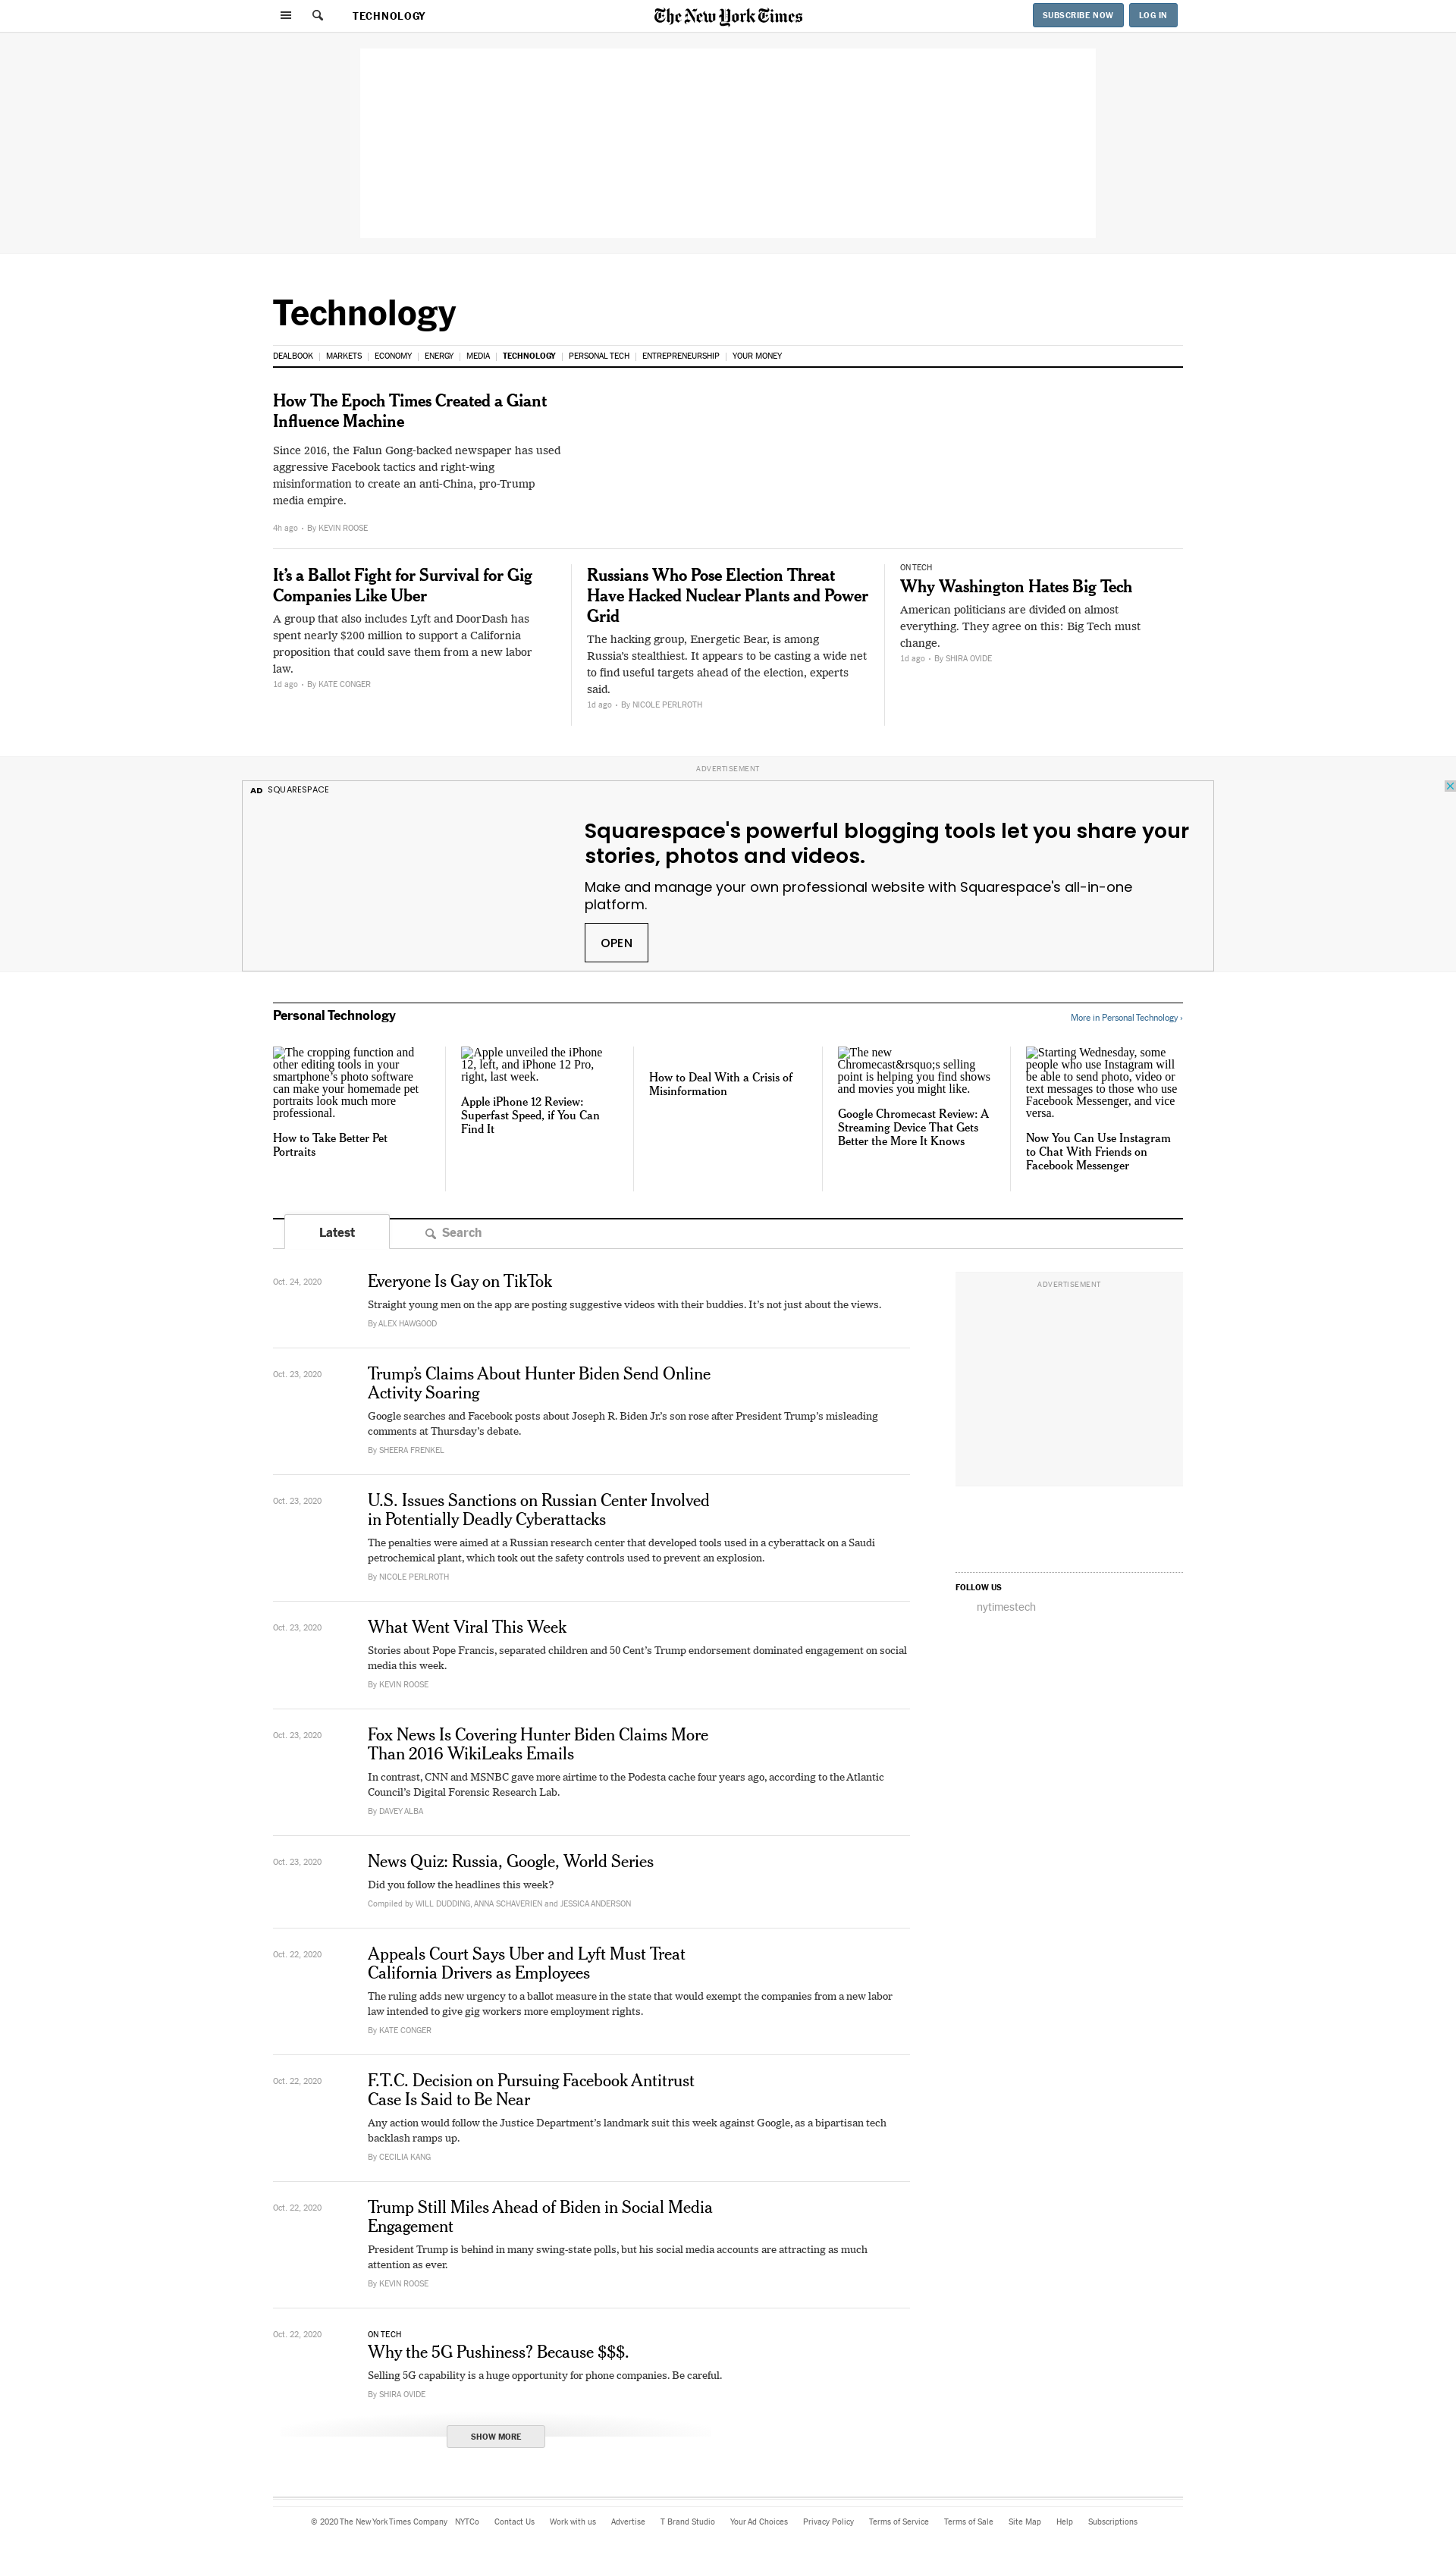 TECHNOLOGY
The New York Times
SUBSCRIBE NOW
LOG IN
Technology
DEALBOOK | MARKETS | ECONOMY | ENERGY | MEDIA | TECHNOLOGY | PERSONAL TECH | ENTREPRENEURSHIP | YOUR MONEY
How The Epoch Times Created a Giant
Influence Machine
Since 2016, the Falun Gong-backed newspaper has used
aggressive Facebook tactics and right-wing
misinformation to create an anti-China, pro-Trump
media empire.
4h ago • By KEVIN ROOSE
It’s a Ballot Fight for Survival for Gig
Companies Like Uber
A group that also includes Lyft and DoorDash has
spent nearly $200 million to support a California
proposition that could save them from a new labor
law.
1d ago • By KATE CONGER
Russians Who Pose Election Threat
Have Hacked Nuclear Plants and Power
Grid
The hacking group, Energetic Bear, is among
Russia’s stealthiest. It appears to be casting a wide net
to find useful targets ahead of the election, experts
said.
1d ago • By NICOLE PERLROTH
ON TECH
Why Washington Hates Big Tech
American politicians are divided on almost
everything. They agree on this: Big Tech must
change.
1d ago • By SHIRA OVIDE
ADVERTISEMENT
AD SQUARESPACE
Squarespace's powerful blogging tools let you share your
stories, photos and videos.
Make and manage your own professional website with Squarespace's all-in-one
platform.
OPEN
Personal Technology
More in Personal Technology ›
The cropping function and
other editing tools in your
smartphone’s photo software
can make your homemade pet
portraits look much more
professional.
How to Take Better Pet
Portraits
Apple unveiled the iPhone
12, left, and iPhone 12 Pro,
right, last week.
Apple iPhone 12 Review:
Superfast Speed, if You Can
Find It
How to Deal With a Crisis of
Misinformation
The new
Chromecast&rsquo;s selling
point is helping you find shows
and movies you might like.
Google Chromecast Review: A
Streaming Device That Gets
Better the More It Knows
Starting Wednesday, some
people who use Instagram will
be able to send photo, video or
text messages to those who use
Facebook Messenger, and vice
versa.
Now You Can Use Instagram
to Chat With Friends on
Facebook Messenger
Latest
Search
Oct. 24, 2020
Everyone Is Gay on TikTok
Straight young men on the app are posting suggestive videos with their buddies. It’s not just about the views.
By ALEX HAWGOOD
Oct. 23, 2020
Trump’s Claims About Hunter Biden Send Online
Activity Soaring
Google searches and Facebook posts about Joseph R. Biden Jr.’s son rose after President Trump’s misleading
comments at Thursday’s debate.
By SHEERA FRENKEL
Oct. 23, 2020
U.S. Issues Sanctions on Russian Center Involved
in Potentially Deadly Cyberattacks
The penalties were aimed at a Russian research center that developed tools used in a cyberattack on a Saudi
petrochemical plant, which took out the safety controls used to prevent an explosion.
By NICOLE PERLROTH
Oct. 23, 2020
What Went Viral This Week
Stories about Pope Francis, separated children and 50 Cent’s Trump endorsement dominated engagement on social
media this week.
By KEVIN ROOSE
Oct. 23, 2020
Fox News Is Covering Hunter Biden Claims More
Than 2016 WikiLeaks Emails
In contrast, CNN and MSNBC gave more airtime to the Podesta cache four years ago, according to the Atlantic
Council’s Digital Forensic Research Lab.
By DAVEY ALBA
Oct. 23, 2020
News Quiz: Russia, Google, World Series
Did you follow the headlines this week?
Compiled by WILL DUDDING, ANNA SCHAVERIEN and JESSICA ANDERSON
Oct. 22, 2020
Appeals Court Says Uber and Lyft Must Treat
California Drivers as Employees
The ruling adds new urgency to a ballot measure in the state that would exempt the companies from a new labor
law intended to give gig workers more employment rights.
By KATE CONGER
Oct. 22, 2020
F.T.C. Decision on Pursuing Facebook Antitrust
Case Is Said to Be Near
Any action would follow the Justice Department’s landmark suit this week against Google, as a bipartisan tech
backlash ramps up.
By CECILIA KANG
Oct. 22, 2020
Trump Still Miles Ahead of Biden in Social Media
Engagement
President Trump is behind in many swing-state polls, but his social media accounts are attracting as much
attention as ever.
By KEVIN ROOSE
Oct. 22, 2020
ON TECH
Why the 5G Pushiness? Because $$$.
Selling 5G capability is a huge opportunity for phone companies. Be careful.
By SHIRA OVIDE
SHOW MORE
ADVERTISEMENT
FOLLOW US
nytimestech
© 2020 The New York Times Company NYTCo Contact Us Work with us Advertise T Brand Studio Your Ad Choices Privacy Policy Terms of Service Terms of Sale Site Map Help Subscriptions